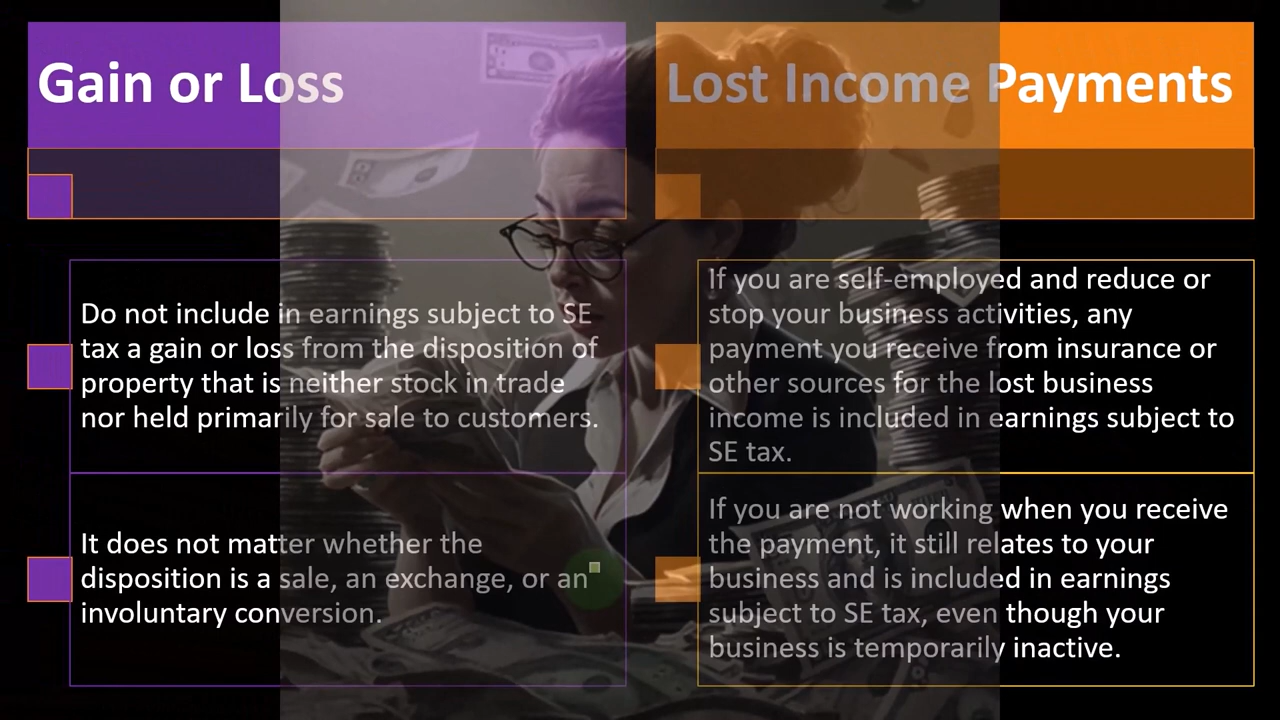 Gain or Loss
Do not include in earnings subject to SE
tax a gain or loss from the disposition of
property that is neither stock in trade
nor held primarily for sale to customers.
It does not matter whether the
disposition is a sale, an exchange, or an
involuntary conversion.
Lost Income Payments
If you are self-employed and reduce or
stop your business activities, any
payment you receive from insurance or
other sources for the lost business
income is included in earnings subject to
SE tax.
If you are not working when you receive
the payment, it still relates to your
business and is included in earnings
subject to SE tax, even though your
business is temporarily inactive.